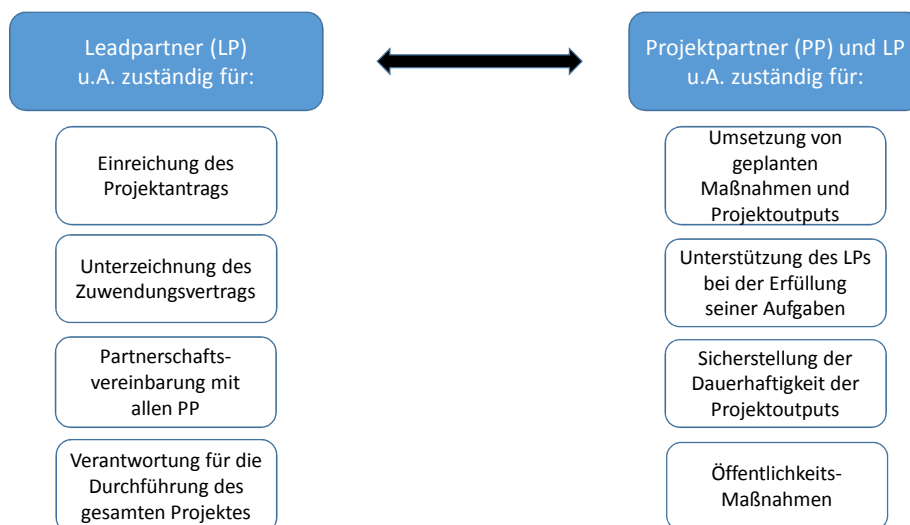 Leadpartner (LP)
u.A. zuständig für:
Einreichung des
Projektantrags
Unterzeichnung des
Zuwendungsvertrags
Partnerschafts-
vereinbarung mit
allen PP
Verantwortung für die
Durchführung des
gesamten Projektes
Projektpartner (PP) und LP
u.A. zuständig für:
Umsetzung von
geplanten
Maßnahmen und
Projektoutputs
Unterstützung des LPs
bei der Erfüllung
seiner Aufgaben
Sicherstellung der
Dauerhaftigkeit der
Projektoutputs
Öffentlichkeits-
Maßnahmen